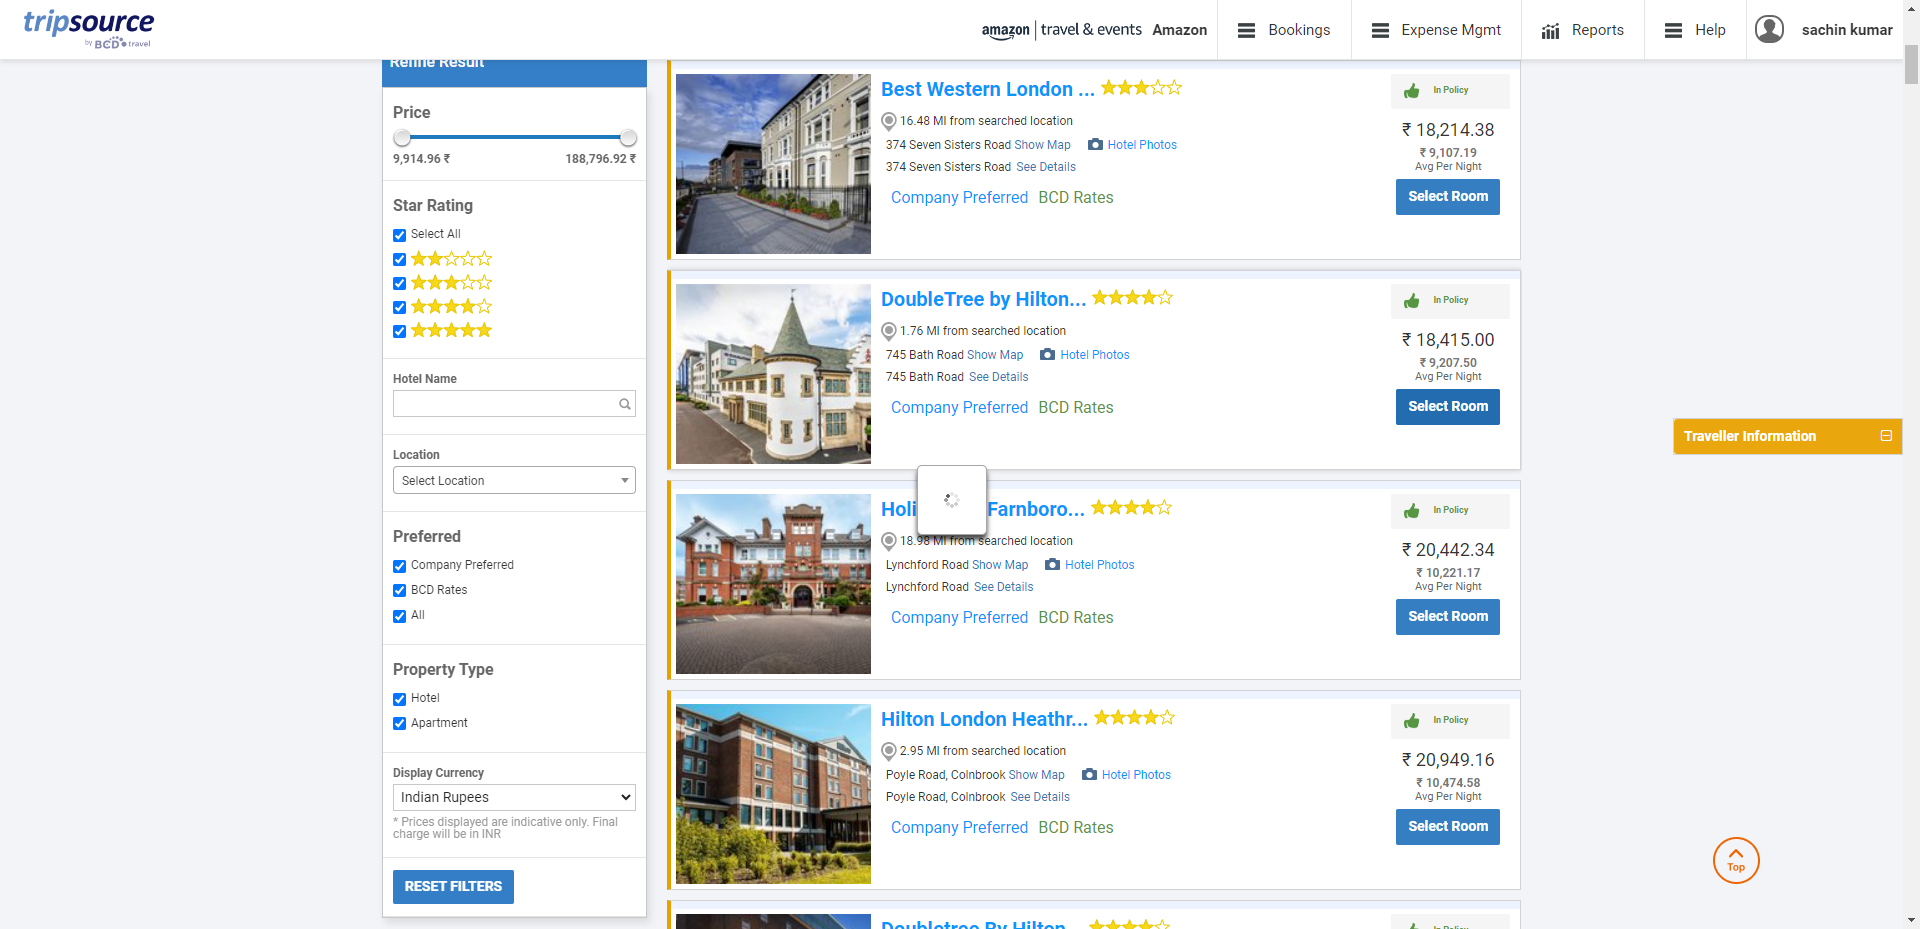 tripsource
by BCD travel
amazon travel & events Amazon
Bookings
Expense Mgmt
Reports
Help
sachin kumar
Refine Result
Price
9,914.96 ₹ 188,796.92 ₹
Star Rating
Select All
Hotel Name
Location
Select Location
Preferred
Company Preferred
BCD Rates
All
Property Type
Hotel
Apartment
Display Currency
Indian Rupees
* Prices displayed are indicative only. Final
charge will be in INR
RESET FILTERS
Best Western London ...
16.48 MI from searched location
374 Seven Sisters Road Show Map Hotel Photos
374 Seven Sisters Road See Details
Company Preferred BCD Rates
In Policy
₹ 18,214.38
₹ 9,107.19
Avg Per Night
Select Room
DoubleTree by Hilton...
1.76 MI from searched location
745 Bath Road Show Map Hotel Photos
745 Bath Road See Details
Company Preferred BCD Rates
In Policy
₹ 18,415.00
₹ 9,207.50
Avg Per Night
Select Room
Holi Farnboro...
18.98 MI from searched location
Lynchford Road Show Map Hotel Photos
Lynchford Road See Details
Company Preferred BCD Rates
In Policy
₹ 20,442.34
₹ 10,221.17
Avg Per Night
Select Room
Hilton London Heathr...
2.95 MI from searched location
Poyle Road, Colnbrook Show Map Hotel Photos
Poyle Road, Colnbrook See Details
Company Preferred BCD Rates
In Policy
₹ 20,949.16
₹ 10,474.58
Avg Per Night
Select Room
Doubletree By Hilton ...
In Policy
Traveller Information
Top